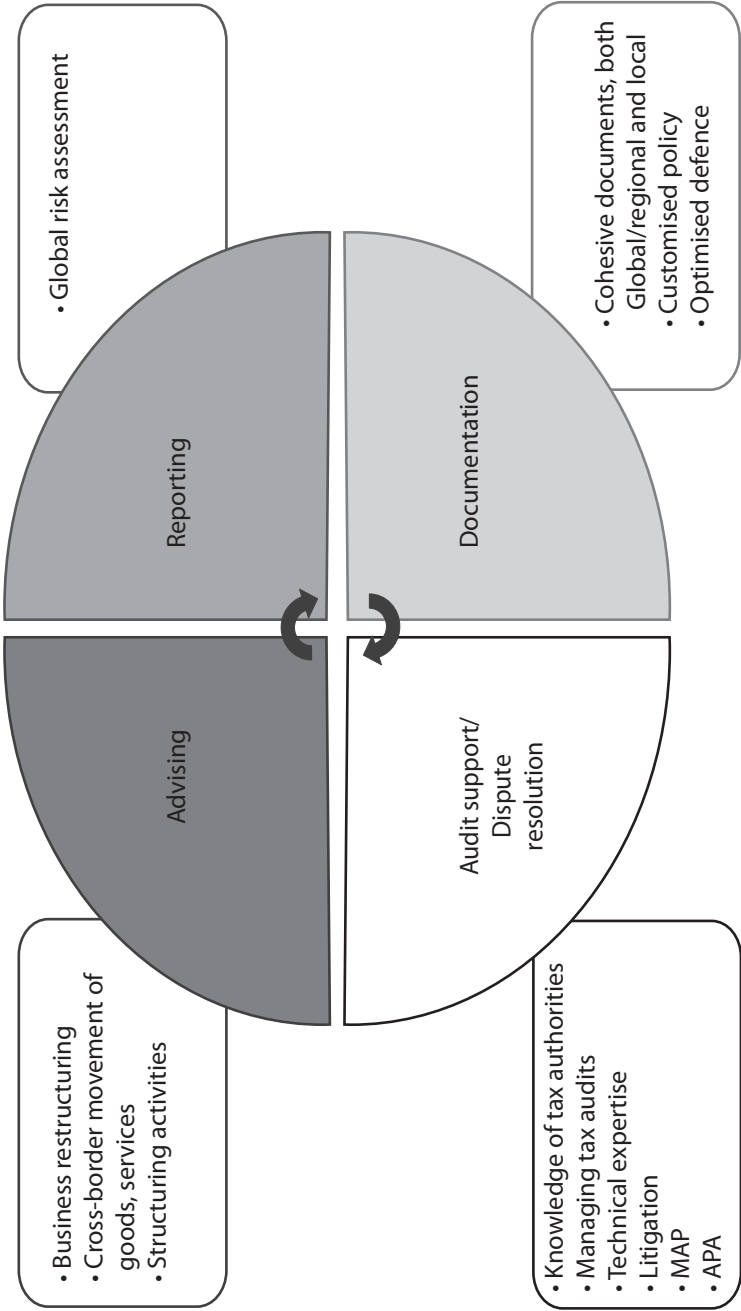 • Business restructuring
• Cross-border movement of
goods, services
• Structuring activities
Advising
Reporting
• Global risk assessment
• Knowledge of tax authorities
• Managing tax audits
• Technical expertise
• Litigation
• MAP
• APA
Audit support/
Dispute
resolution
Documentation
• Cohesive documents, both
Global/regional and local
• Customised policy
• Optimised defence